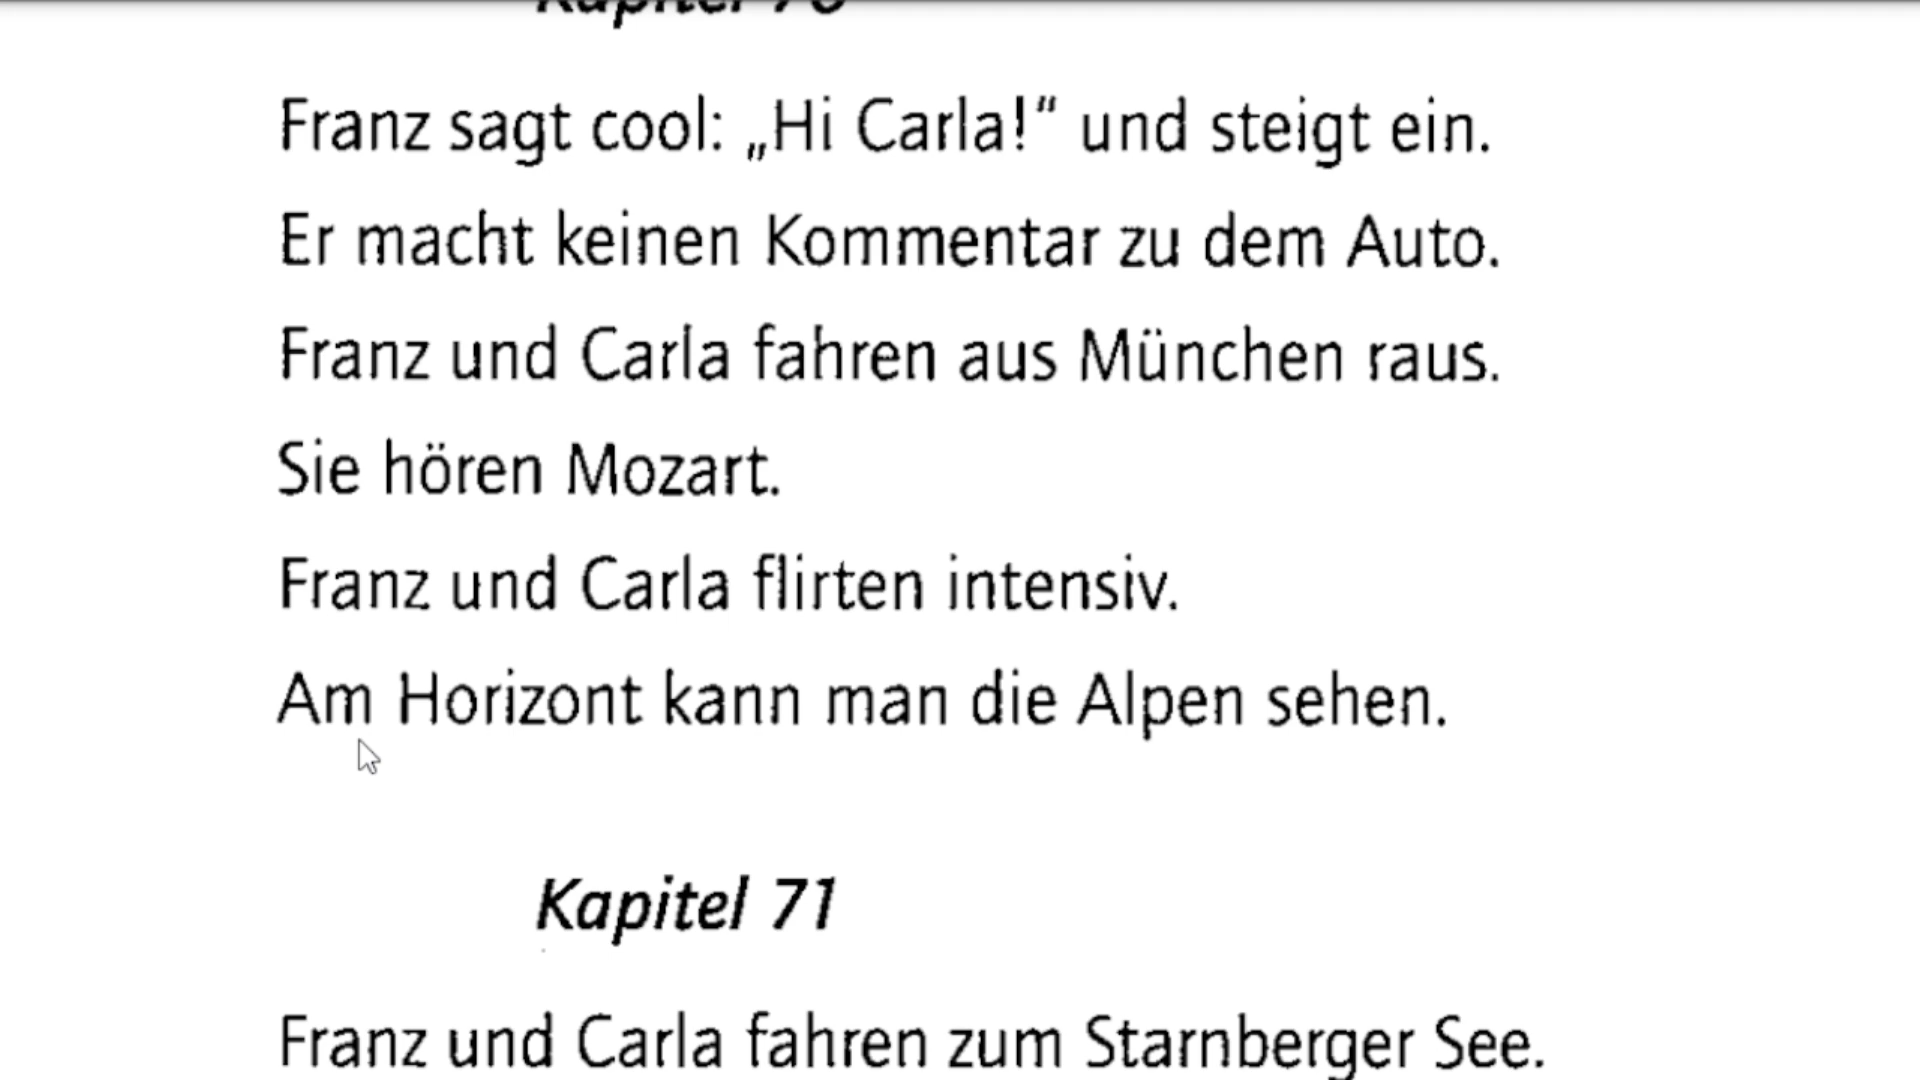 Kapitel 70
Franz sagt cool: „Hi Carla!“ und steigt ein.
Er macht keinen Kommentar zu dem Auto.
Franz und Carla fahren aus München raus.
Sie hören Mozart.
Franz und Carla flirten intensiv.
Am Horizont kann man die Alpen sehen.
Kapitel 71
Franz und Carla fahren zum Starnberger See.